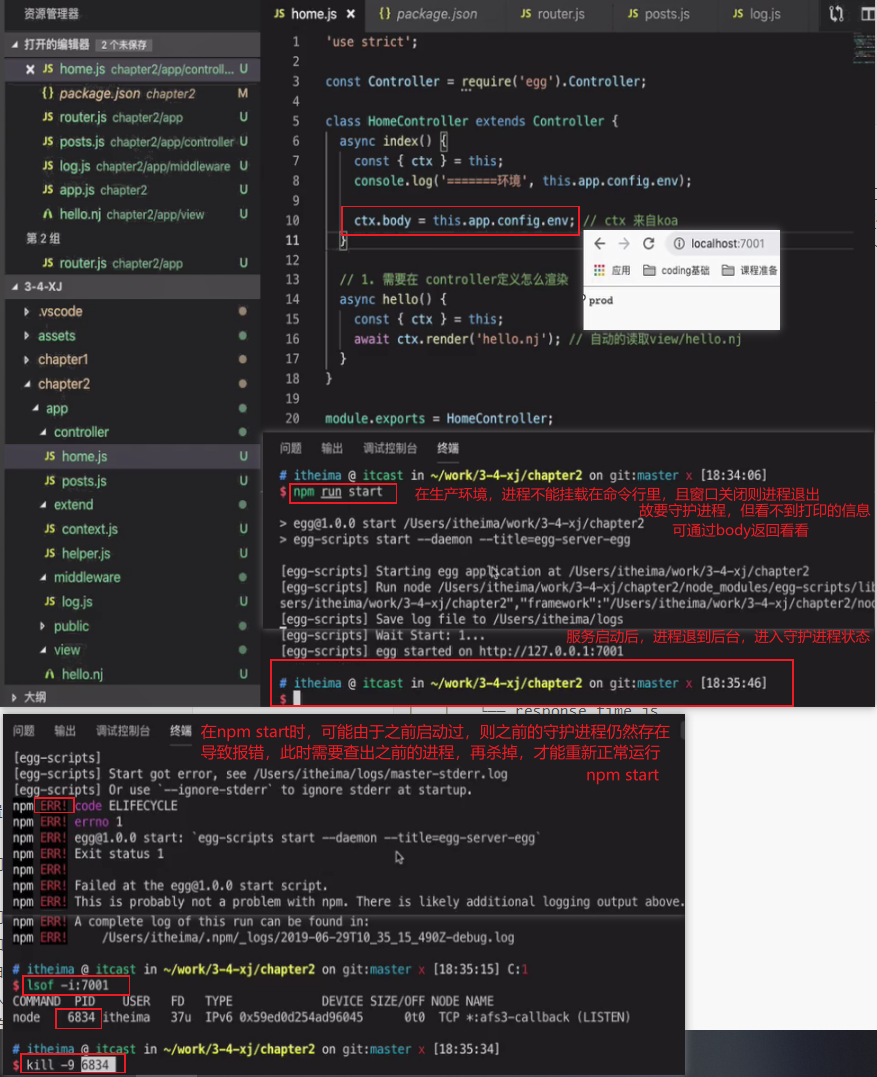 资源管理器
打开的编辑器 2 个未保存
JS home.js chapter2/app/controll... U
{} package.json chapter2 M
JS router.js chapter2/app U
JS posts.js chapter2/app/controller U
JS log.js chapter2/app/middleware U
JS app.js chapter2 U
hello.nj chapter2/app/view U
第 2 组
JS router.js chapter2/app U
3-4-XJ
.vscode
assets
chapter1
chapter2
app
controller
JS home.js U
JS posts.js U
extend
JS context.js U
JS helper.js U
middleware
JS log.js U
public
view
hello.nj U
大纲
JS home.js
{} package.json
JS router.js
JS posts.js
JS log.js
1 'use strict';
2
3 const Controller = require('egg').Controller;
4
5 class HomeController extends Controller {
6 async index() {
7 const { ctx } = this;
8 console.log('=======环境', this.app.config.env);
9
10 ctx.body = this.app.config.env; // ctx 来自koa
11 }
12
13 // 1. 需要在 controller定义怎么渲染
14 async hello() {
15 const { ctx } = this;
16 await ctx.render('hello.nj'); // 自动的读取view/hello.nj
17 }
18 }
19
20 module.exports = HomeController;
localhost:7001
应用 coding基础 课程准备
prod
问题 输出 调试控制台 终端
# itheima @ itcast in ~/work/3-4-xj/chapter2 on git:master x [18:34:06]
$ npm run start
在生产环境，进程不能挂载在命令行里，且窗口关闭则进程退出
故要守护进程，但看不到打印的信息
可通过body返回看看
> egg@1.0.0 start /Users/itheima/work/3-4-xj/chapter2
> egg-scripts start --daemon --title=egg-server-egg
[egg-scripts] Starting egg application at /Users/itheima/work/3-4-xj/chapter2
[egg-scripts] Run node /Users/itheima/work/3-4-xj/chapter2/node_modules/egg-scripts/lib
sers/itheima/work/3-4-xj/chapter2","framework":"/Users/itheima/work/3-4-xj/chapter2/nod
[egg-scripts] Save log file to /Users/itheima/logs
[egg-scripts] Wait Start: 1...
服务启动后，进程退到后台，进入守护进程状态
[egg-scripts] egg started on http://127.0.0.1:7001
# itheima @ itcast in ~/work/3-4-xj/chapter2 on git:master x [18:35:46]
$
response_time.js
问题 输出 调试控制台 终端
在npm start时，可能由于之前启动过，则之前的守护进程仍然存在
导致报错，此时需要查出之前的进程，再杀掉，才能重新正常运行
npm start
[egg-scripts]
[egg-scripts] Start got error, see /Users/itheima/logs/master-stderr.log
[egg-scripts] Or use `--ignore-stderr` to ignore stderr at startup.
npm ERR! code ELIFECYCLE
npm ERR! errno 1
npm ERR! egg@1.0.0 start: `egg-scripts start --daemon --title=egg-server-egg`
npm ERR! Exit status 1
npm ERR!
npm ERR! Failed at the egg@1.0.0 start script.
npm ERR! This is probably not a problem with npm. There is likely additional logging output above.
npm ERR! A complete log of this run can be found in:
npm ERR! /Users/itheima/.npm/_logs/2019-06-29T10_35_15_490Z-debug.log
# itheima @ itcast in ~/work/3-4-xj/chapter2 on git:master x [18:35:15] C:1
$ lsof -i:7001
COMMAND PID USER FD TYPE DEVICE SIZE/OFF NODE NAME
node 6834 itheima 37u IPv6 0x59ed0d254ad96045 0t0 TCP *:afs3-callback (LISTEN)
# itheima @ itcast in ~/work/3-4-xj/chapter2 on git:master x [18:35:34]
$ kill -9 6834